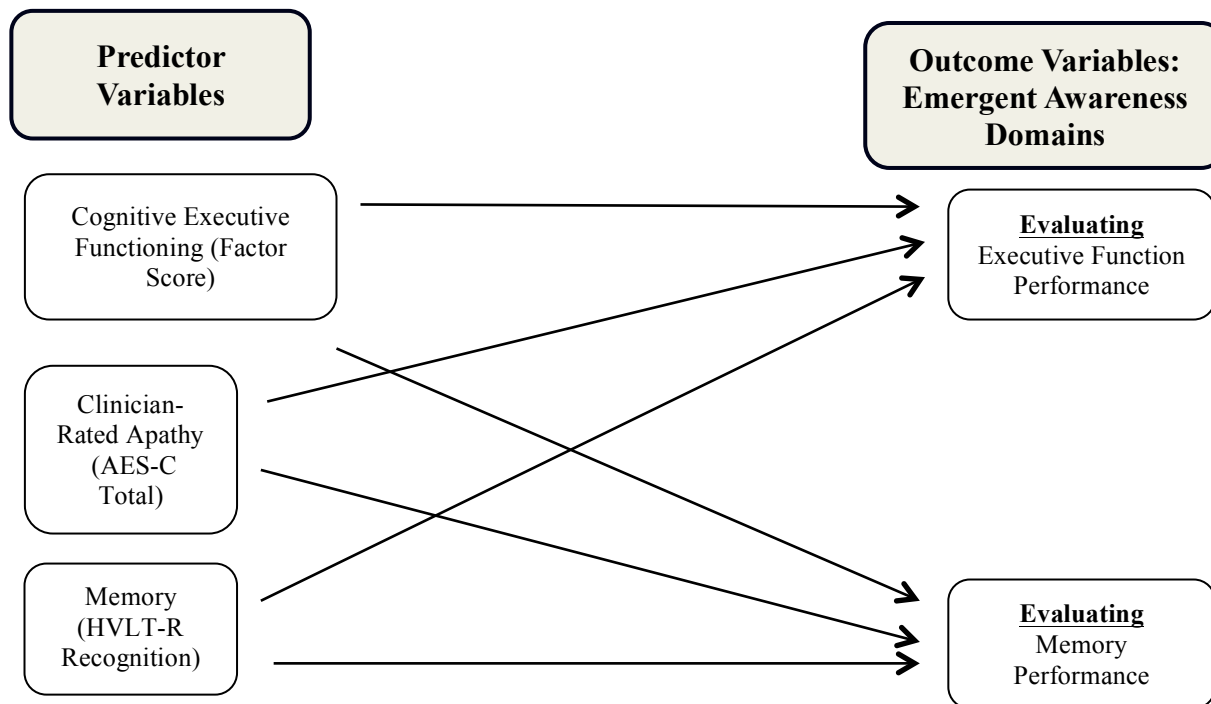 Predictor
Variables
Outcome Variables:
Emergent Awareness
Domains
Cognitive Executive
Functioning (Factor
Score)
Evaluating
Executive Function
Performance
Clinician-
Rated Apathy
(AES-C
Total)
Memory
(HVLT-R
Recognition)
Evaluating
Memory
Performance